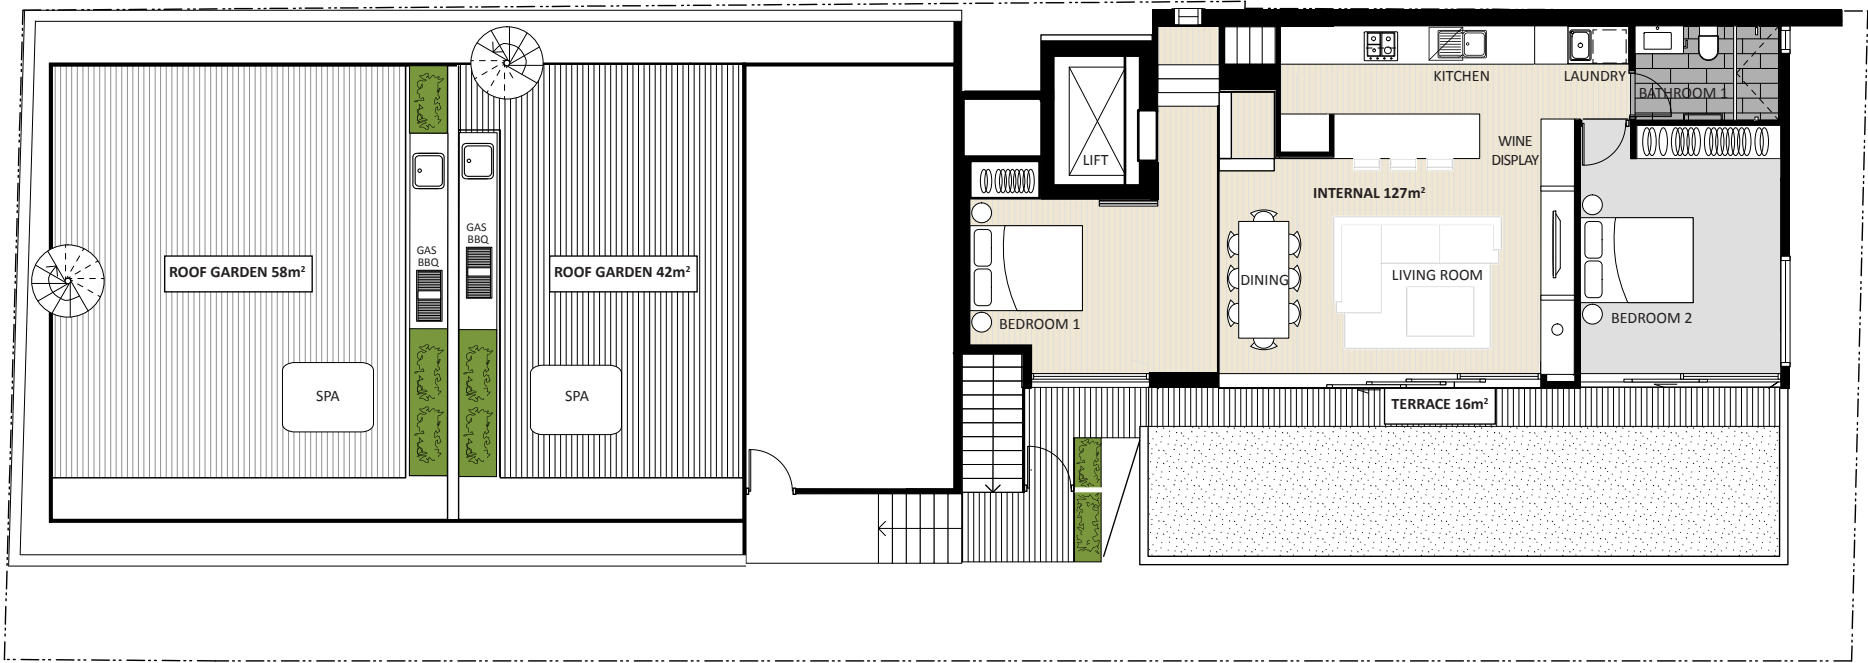 KITCHEN
LAUNDRY
BATHROOM 1
WINE
DISPLAY
LIFT
INTERNAL 127m²
GAS
BBQ
GAS
BBQ
ROOF GARDEN 58m²
ROOF GARDEN 42m²
DINING
LIVING ROOM
BEDROOM 1
BEDROOM 2
SPA
SPA
TERRACE 16m²